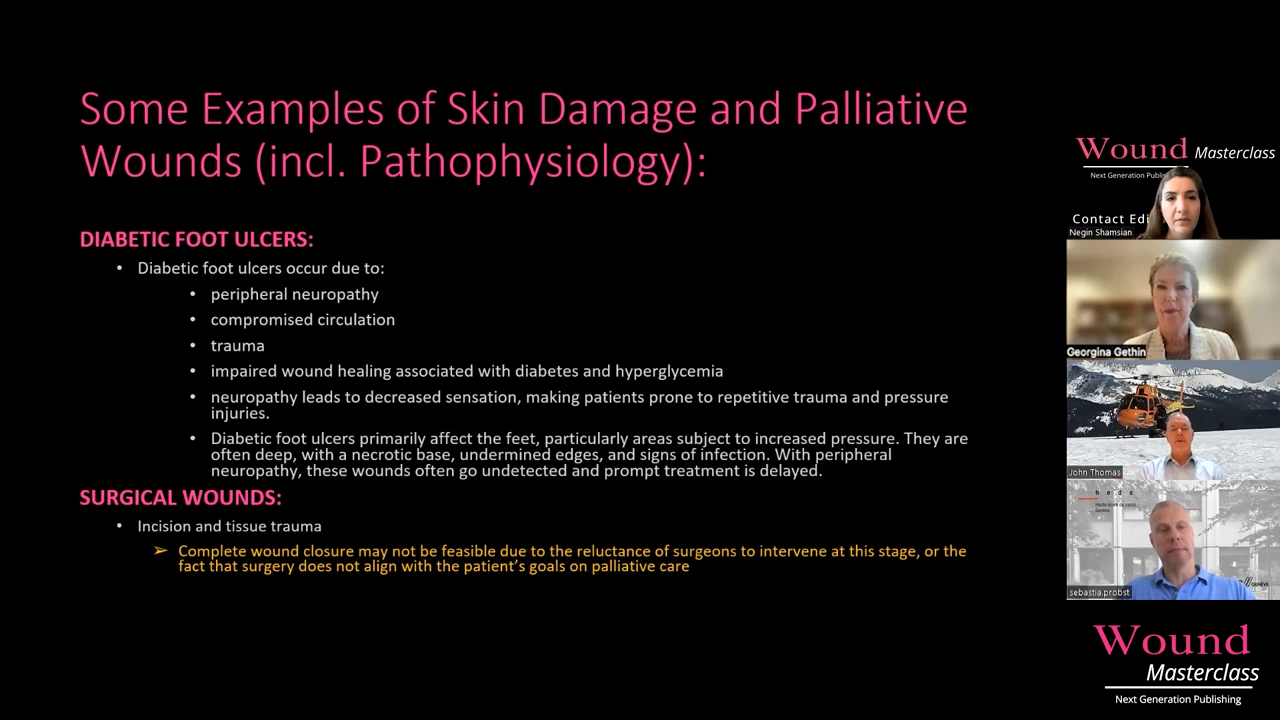 Some Examples of Skin Damage and Palliative
Wounds (incl. Pathophysiology):
DIABETIC FOOT ULCERS:
• Diabetic foot ulcers occur due to:
• peripheral neuropathy
• compromised circulation
• trauma
• impaired wound healing associated with diabetes and hyperglycemia
• neuropathy leads to decreased sensation, making patients prone to repetitive trauma and pressure
injuries.
• Diabetic foot ulcers primarily affect the feet, particularly areas subject to increased pressure. They are
often deep, with a necrotic base, undermined edges, and signs of infection. With peripheral
neuropathy, these wounds often go undetected and prompt treatment is delayed.
SURGICAL WOUNDS:
• Incision and tissue trauma
➢ Complete wound closure may not be feasible due to the reluctance of surgeons to intervene at this stage, or the
fact that surgery does not align with the patient's goals on palliative care
Wound Masterclass
Next Generation Publis
Contact Edi
Negin Shamsian
Georgina Gethin
John Thomas
h e d s
sebastia.probst
Wound
Masterclass
Next Generation Publishing